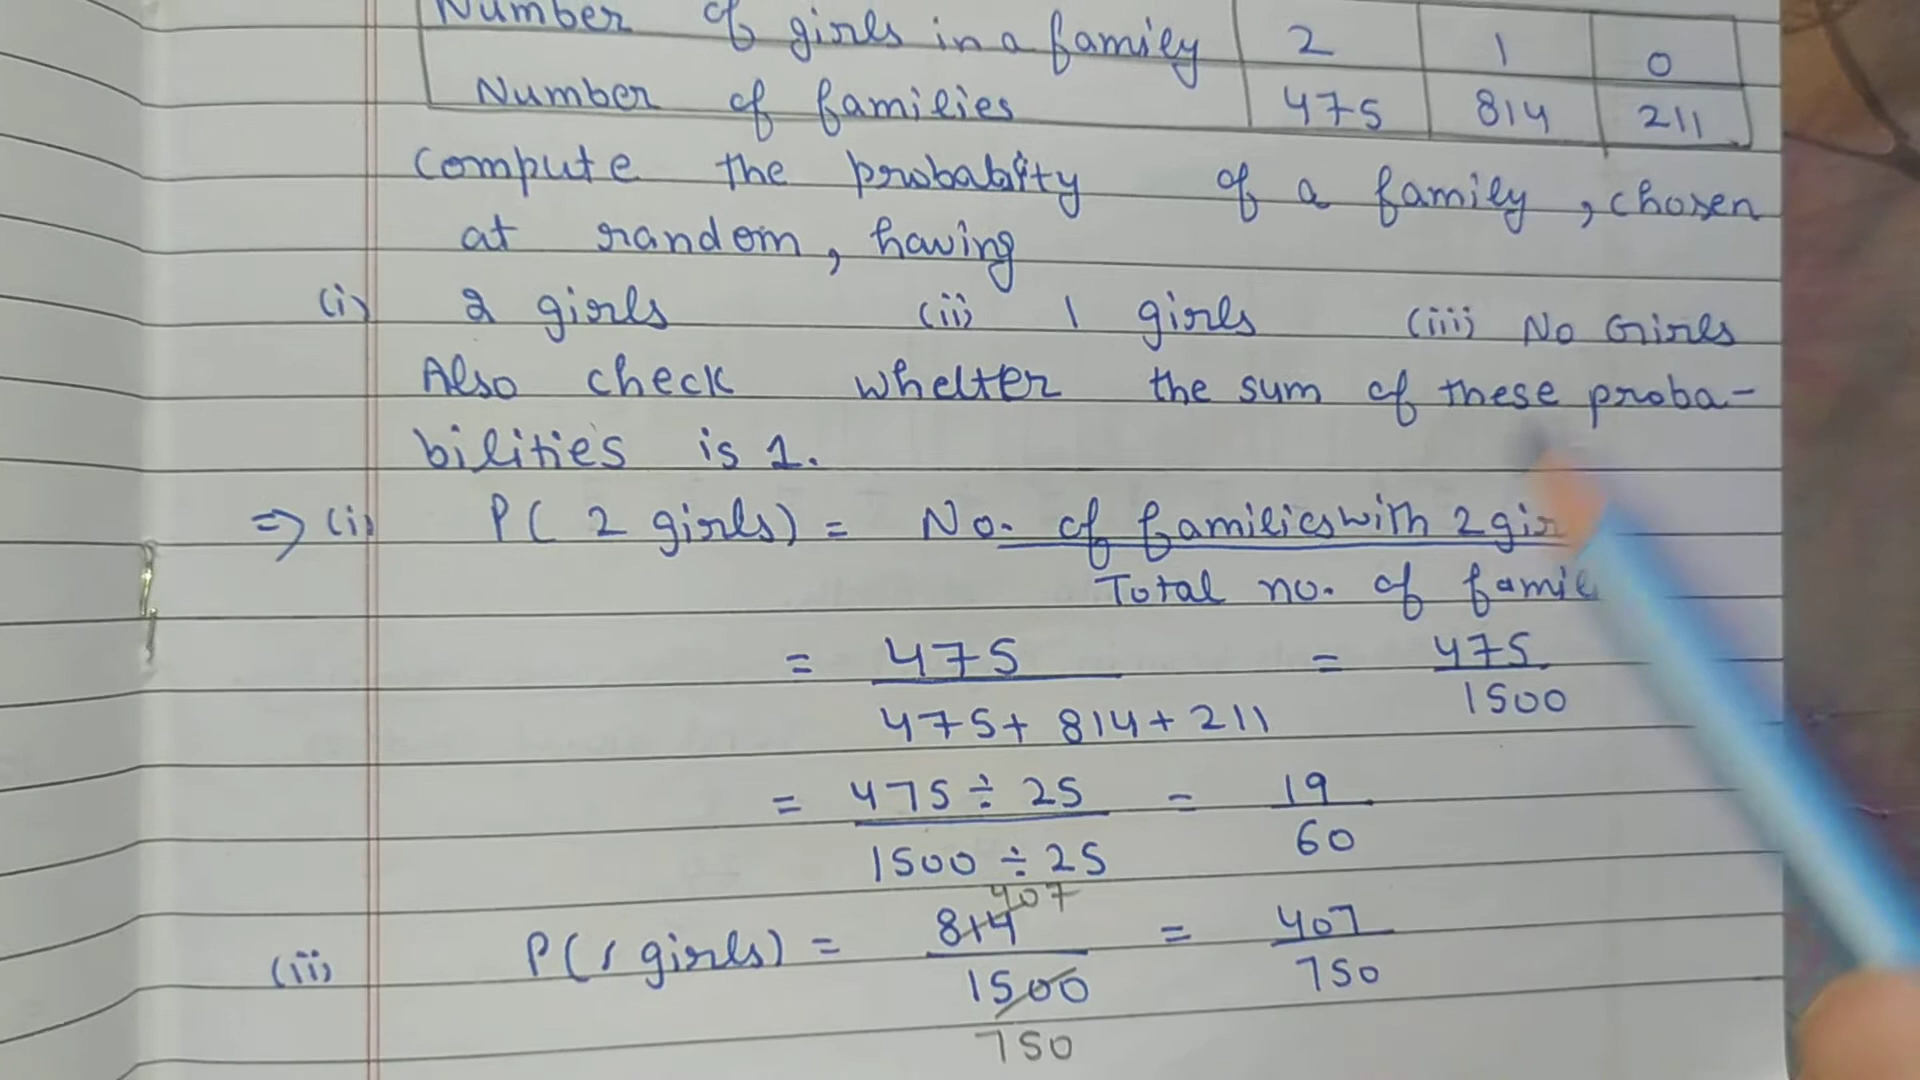 Number of girls in a family 2 1 0
Number of families 475 814 211
Compute the probability of a family, chosen
at random, having
(i) 2 girls (ii) 1 girls (iii) No Girls
Also check whelter the sum of these proba-
bilities is 1.
=> (i) P( 2 girls) = No. of families with 2 gir
Total no. of famil
= 475 = 475
475+ 814+ 211 1500
= 475 ÷ 25 = 19
1500 ÷ 25 60
407
(ii) P(1 girls) = 814 = 407
1500 750
750